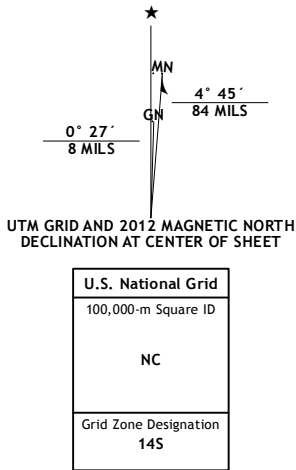 ★
MN
GN
4° 45´
84 MILS
0° 27´
8 MILS
UTM GRID AND 2012 MAGNETIC NORTH
DECLINATION AT CENTER OF SHEET
U.S. National Grid
100,000-m Square ID
NC
Grid Zone Designation
14S